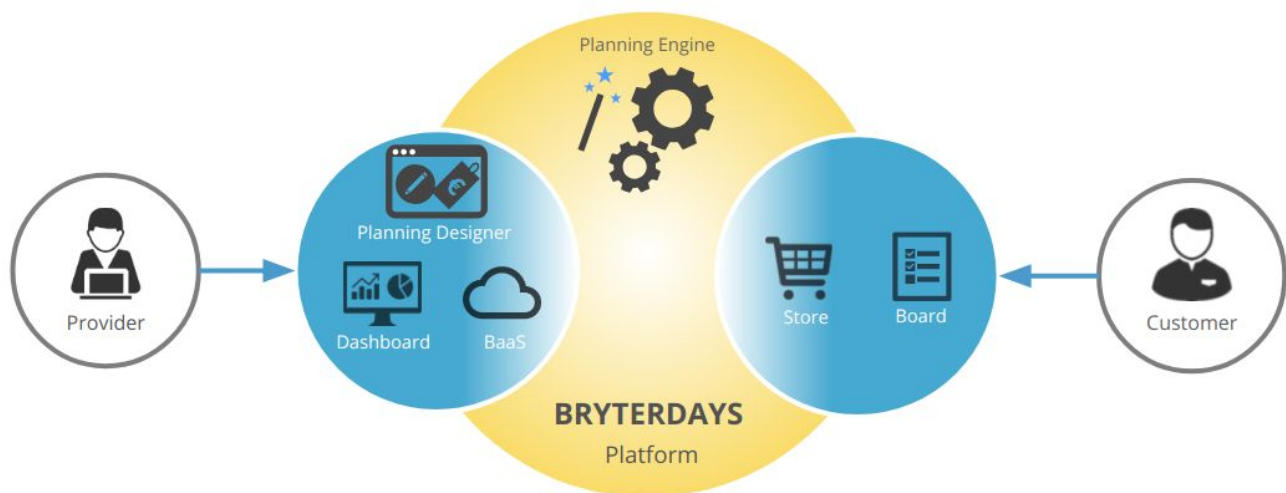 Planning Engine
€
Planning Designer
Dashboard
BaaS
Provider
Store
Board
Customer
BRYTERDAYS
Platform